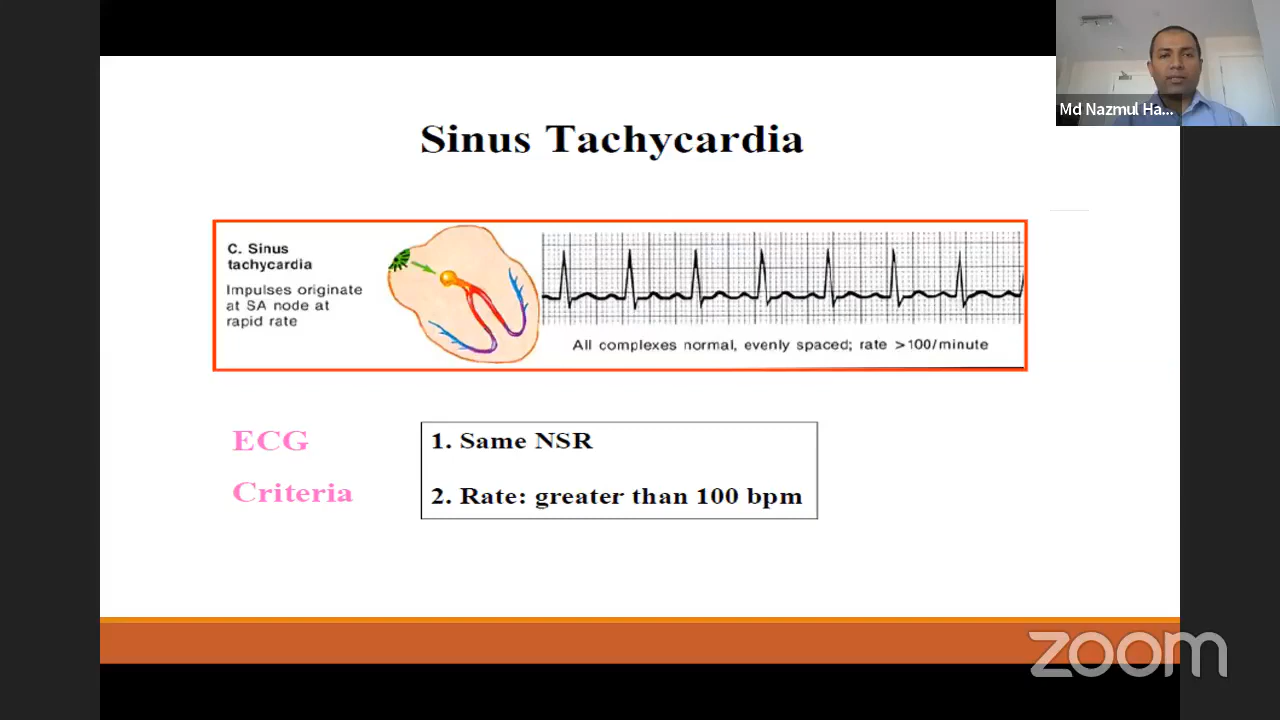 Md Nazmul Ha...
Sinus Tachycardia
C. Sinus
tachycardia
Impulses originate
at SA node at
rapid rate
All complexes normal, evenly spaced; rate >100/minute
ECG
Criteria
1. Same NSR
2. Rate: greater than 100 bpm
zoom